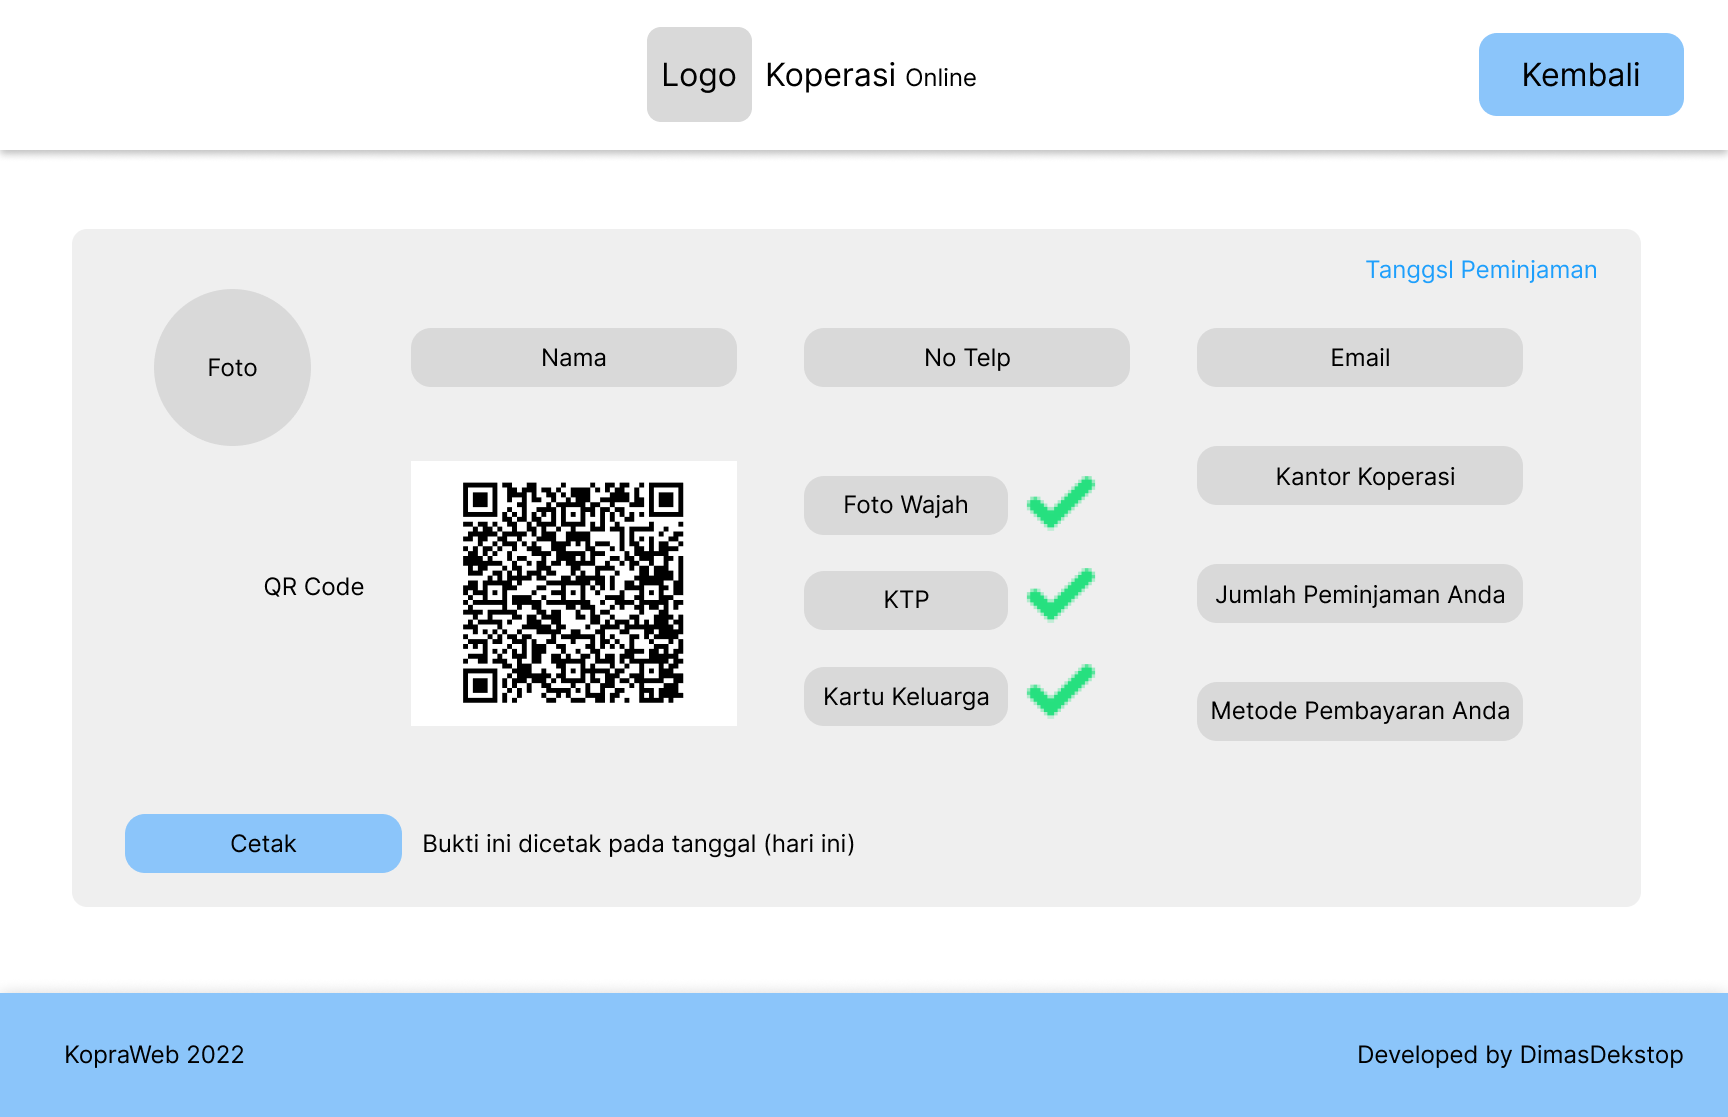 Logo Koperasi Online
Kembali
Tanggsl Peminjaman
Foto
Nama
No Telp
Email
QR Code
Foto Wajah
KTP
Kartu Keluarga
Kantor Koperasi
Jumlah Peminjaman Anda
Metode Pembayaran Anda
Cetak
Bukti ini dicetak pada tanggal (hari ini)
KopraWeb 2022
Developed by DimasDekstop